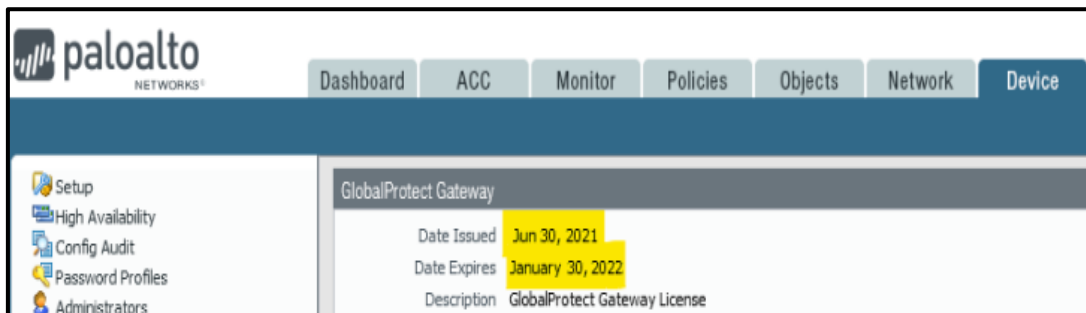 paloalto
NETWORKS®
Dashboard ACC Monitor Policies Objects Network Device
Setup
High Availability
Config Audit
Password Profiles
Administrators
GlobalProtect Gateway
Date Issued Jun 30, 2021
Date Expires January 30, 2022
Description GlobalProtect Gateway License